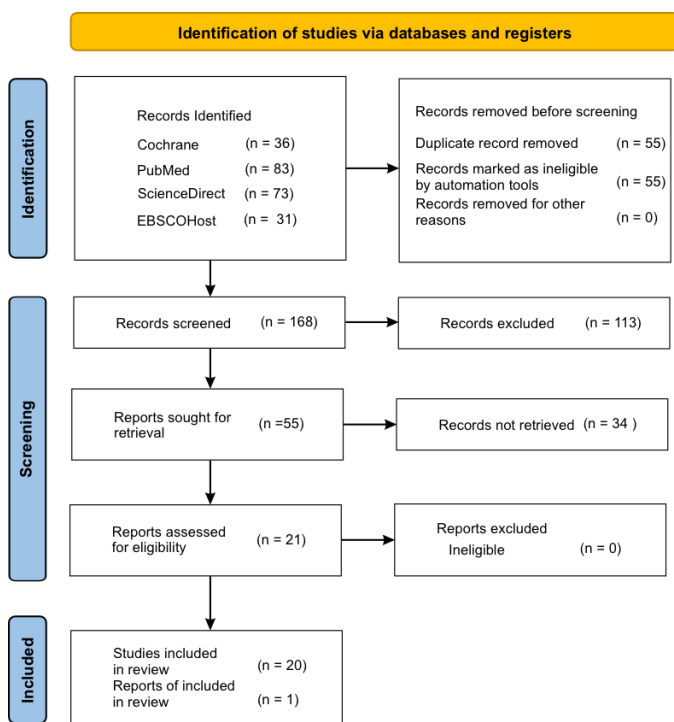 Identification of studies via databases and registers
Identification
Records Identified
Cochrane (n = 36)
PubMed (n = 83)
ScienceDirect (n = 73)
EBSCOHost (n = 31)
Records removed before screening
Duplicate record removed (n = 55)
Records marked as ineligible
by automation tools (n = 55)
Records removed for other
reasons (n = 0)
Screening
Records screened (n = 168)
Records excluded (n = 113)
Reports sought for
retrieval (n =55)
Records not retrieved (n = 34 )
Reports assessed
for eligibility (n = 21)
Reports excluded
Ineligible (n = 0)
Included
Studies included
in review (n = 20)
Reports of included
in review (n = 1)